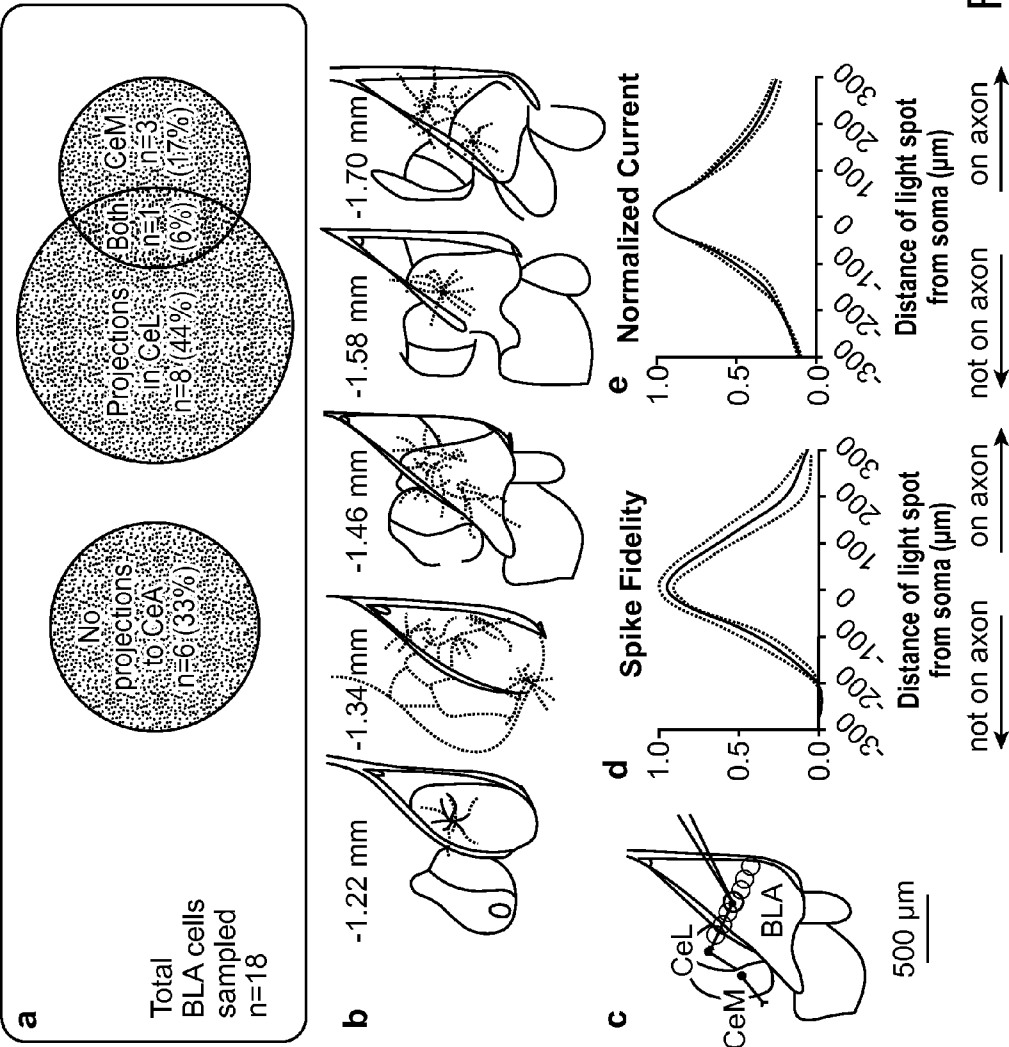 a
Total
BLA cells
sampled
n=18
No
projections
to CeA
n=6 (33%)
Projections
in CeL
n=8 (44%)
Both
n=1
(6%)
CeM
n=3
(17%)
b
-1.22 mm
-1.34 mm
-1.46 mm
-1.58 mm
-1.70 mm
c
CeL
CeM
BLA
500 µm
d
Spike Fidelity
1.0
0.5
0.0
-300 -200 -100 0 100 200 300
Distance of light spot
from soma (µm)
not on axon
on axon
e
Normalized Current
1.0
0.5
0.0
-300 -200 -100 0 100 200 300
Distance of light spot
from soma (µm)
not on axon
on axon